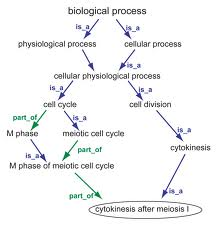 biological process
is_a is_a
physiological process cellular process
is_a is_a
cellular physiological process
is_a is_a
cell cycle cell division
part_of is_a is_a
M phase meiotic cell cycle cytokinesis
is_a part_of
M phase of meiotic cell cycle
part_of is_a
cytokinesis after meiosis I